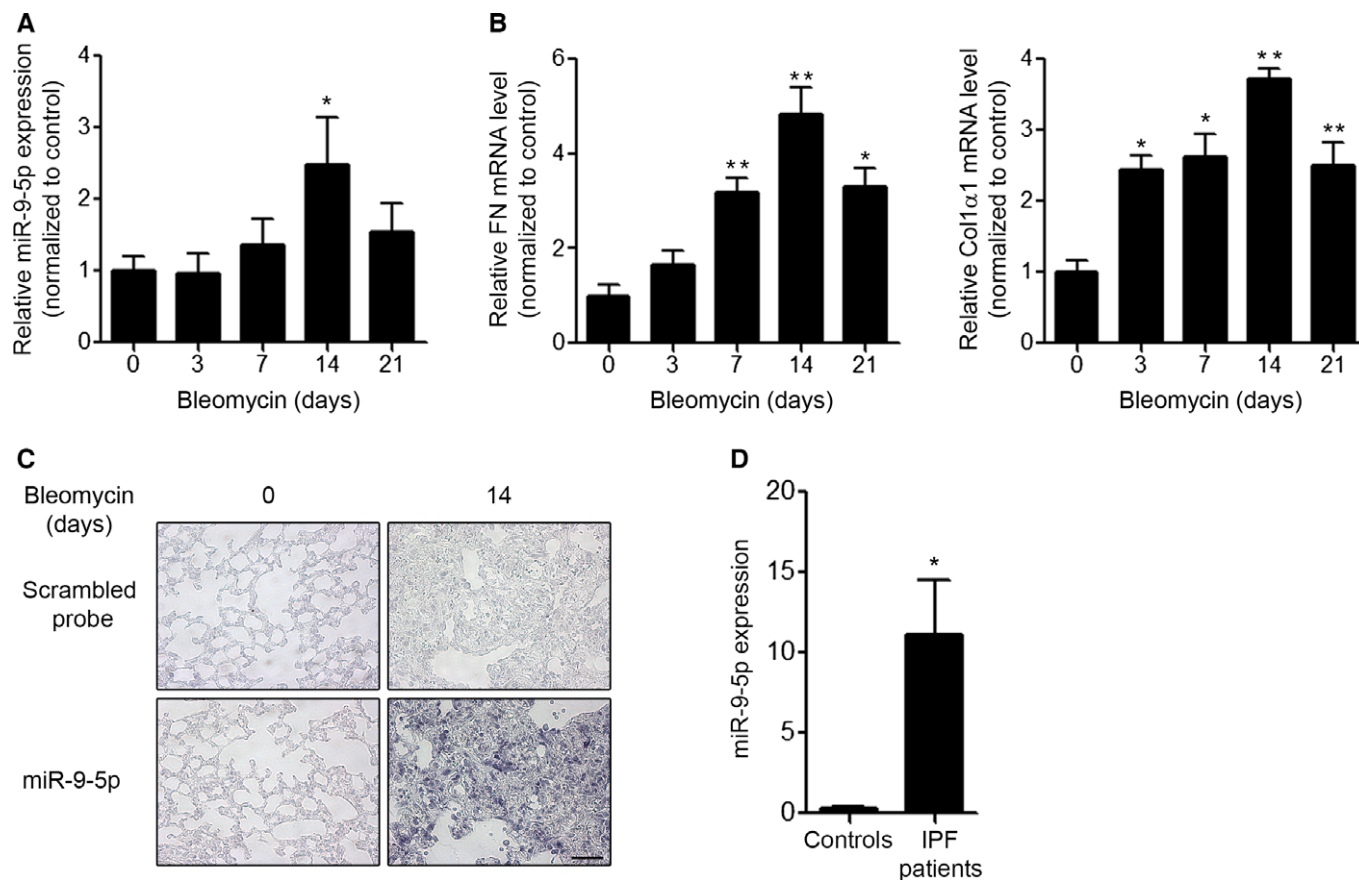 A
Relative miR-9-5p expression
(normalized to control)
4
3
2
1
0
*
0 3 7 14 21
Bleomycin (days)
B
Relative FN mRNA level
(normalized to control)
6
4
2
0
** ** *
0 3 7 14 21
Bleomycin (days)
Relative Col1α1 mRNA level
(normalized to control)
4
3
2
1
0
* * ** **
0 3 7 14 21
Bleomycin (days)
C
Bleomycin
(days)
0 14
Scrambled
probe
miR-9-5p
D
miR-9-5p expression
20
15
10
5
0
*
Controls IPF
patients